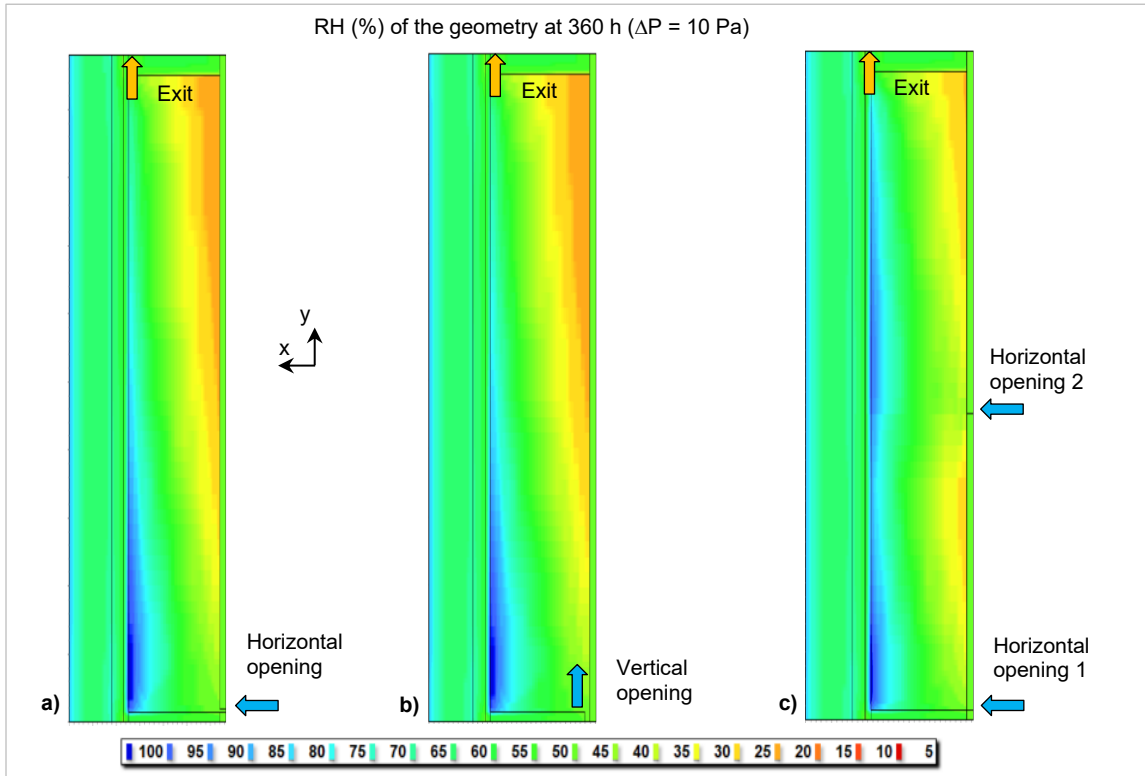 RH (%) of the geometry at 360 h (ΔP = 10 Pa)
Exit
Exit
Exit
y
x
Horizontal
opening 2
Horizontal
opening
Vertical
opening
Horizontal
opening 1
a)
b)
c)
100 95 90 85 80 75 70 65 60 55 50 45 40 35 30 25 20 15 10 5